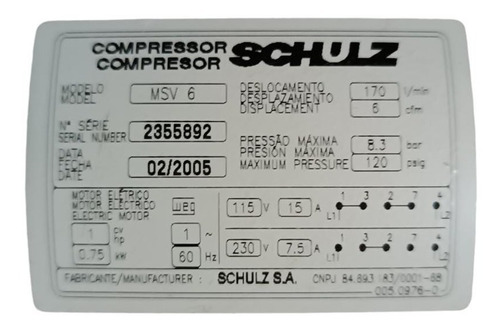 COMPRESSOR SCHULZ
COMPRESOR
MODELO
MODEL
MSV 6
DESLOCAMENTO
DESPLAZAMIENTO
DISPLACEMENT
170 l/min
6 cfm
Nº SÉRIE
SERIAL NUMBER
2355892
DATA
FECHA
DATE
02/2005
PRESSÃO MÁXIMA
PRESIÓN MÁXIMA
MAXIMUM PRESSURE
8.3 bar
120 psig
MOTOR ELÉTRICO
MOTOR ELÉCTRICO
ELECTRIC MOTOR
weg
1 cv
hp
0,75 kW
1 ~
60 Hz
115 V 15 A
1 3 2 7 4
L1 L2
230 V 7.5 A
1 3 2 7 4
L1 L2
FABRICANTE/MANUFACTURER : SCHULZ S.A. CNPJ 84.693.183/0001-68
005.0976-0